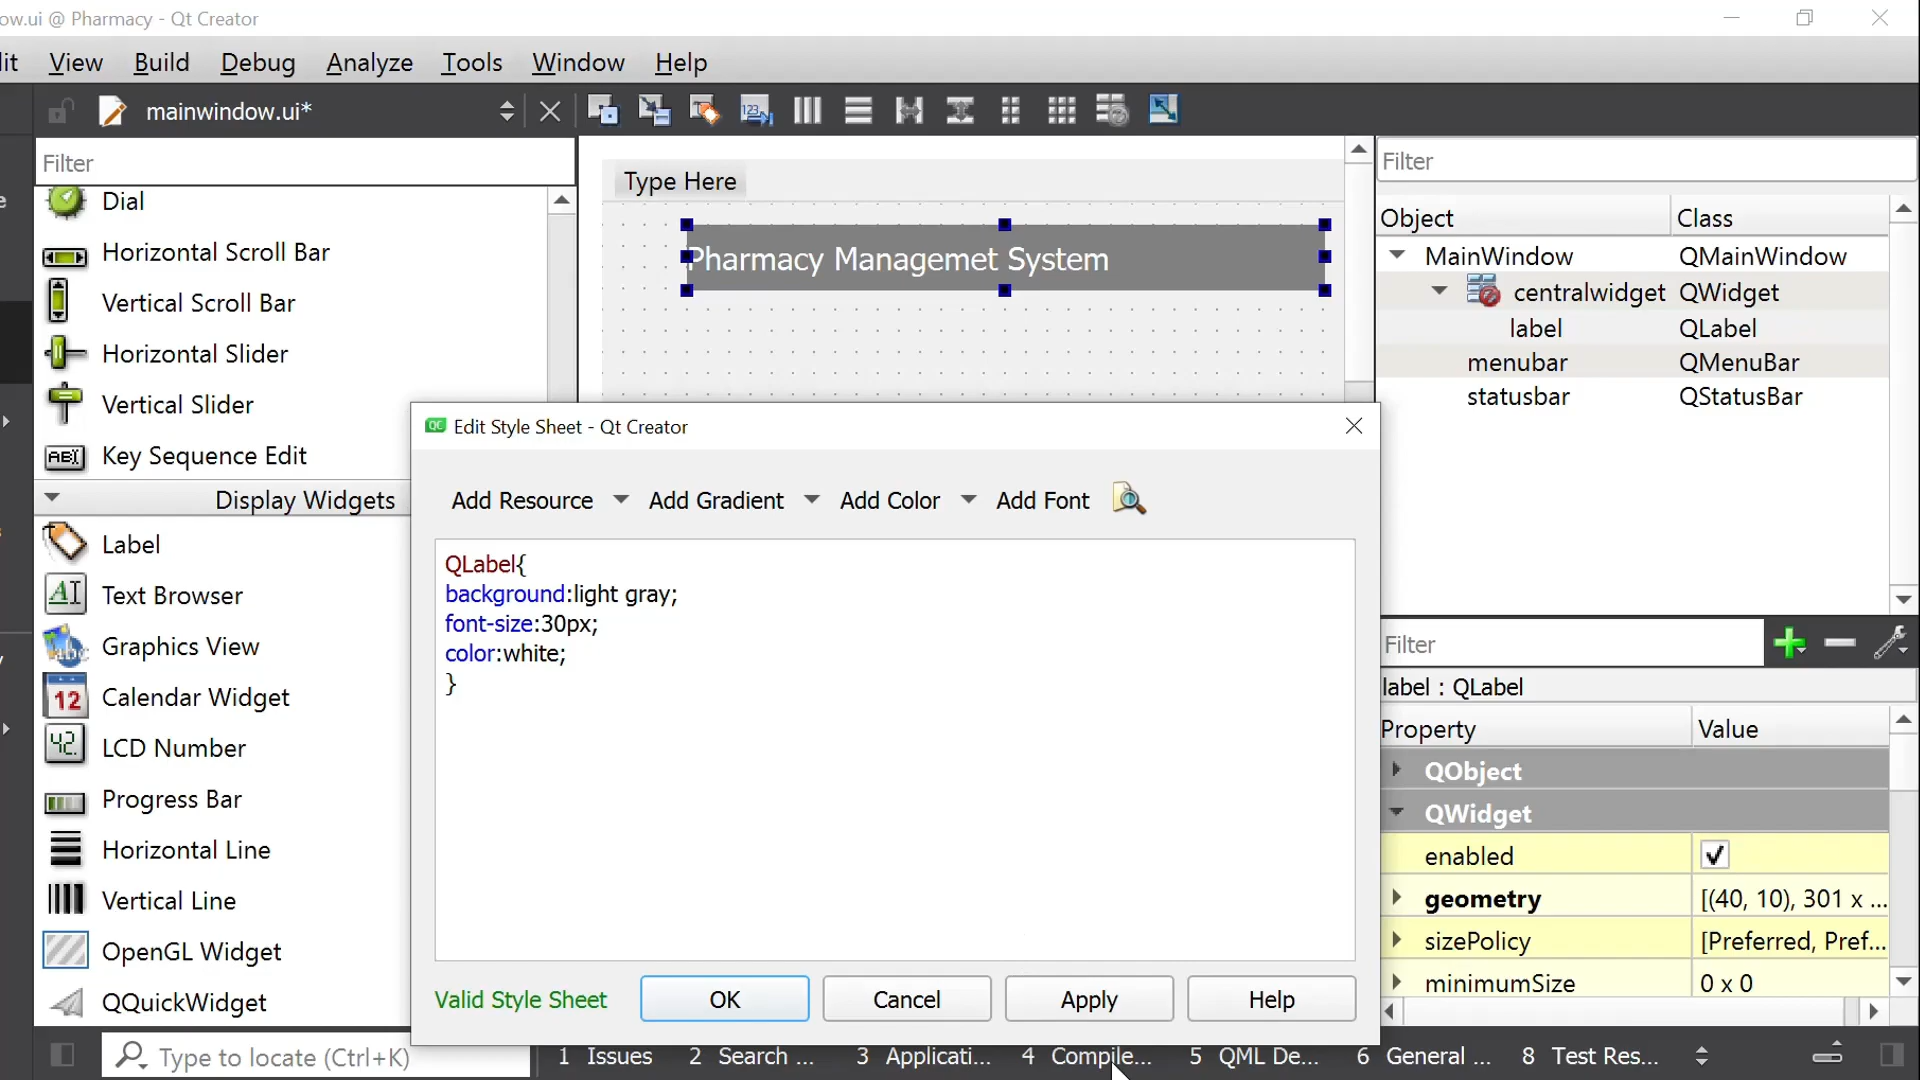 ow.ui @ Pharmacy - Qt Creator
it View Build Debug Analyze Tools Window Help
mainwindow.ui*
Filter
Dial
Horizontal Scroll Bar
Vertical Scroll Bar
Horizontal Slider
Vertical Slider
Key Sequence Edit
Display Widgets
Label
Text Browser
Graphics View
Calendar Widget
LCD Number
Progress Bar
Horizontal Line
Vertical Line
OpenGL Widget
QQuickWidget
Type Here
Pharmacy Managemet System
Filter
Object Class
MainWindow QMainWindow
centralwidget QWidget
label QLabel
menubar QMenuBar
statusbar QStatusBar
Edit Style Sheet - Qt Creator
Add Resource Add Gradient Add Color Add Font
QLabel{
background:light gray;
font-size:30px;
color:white;
}
Valid Style Sheet OK Cancel Apply Help
Filter
label : QLabel
Property Value
QObject
QWidget
enabled
geometry [(40, 10), 301 x ...
sizePolicy [Preferred, Pref...
minimumSize 0 x 0
Type to locate (Ctrl+K) 1 Issues 2 Search ... 3 Applicati... 4 Compile... 5 QML De... 6 General ... 8 Test Res...